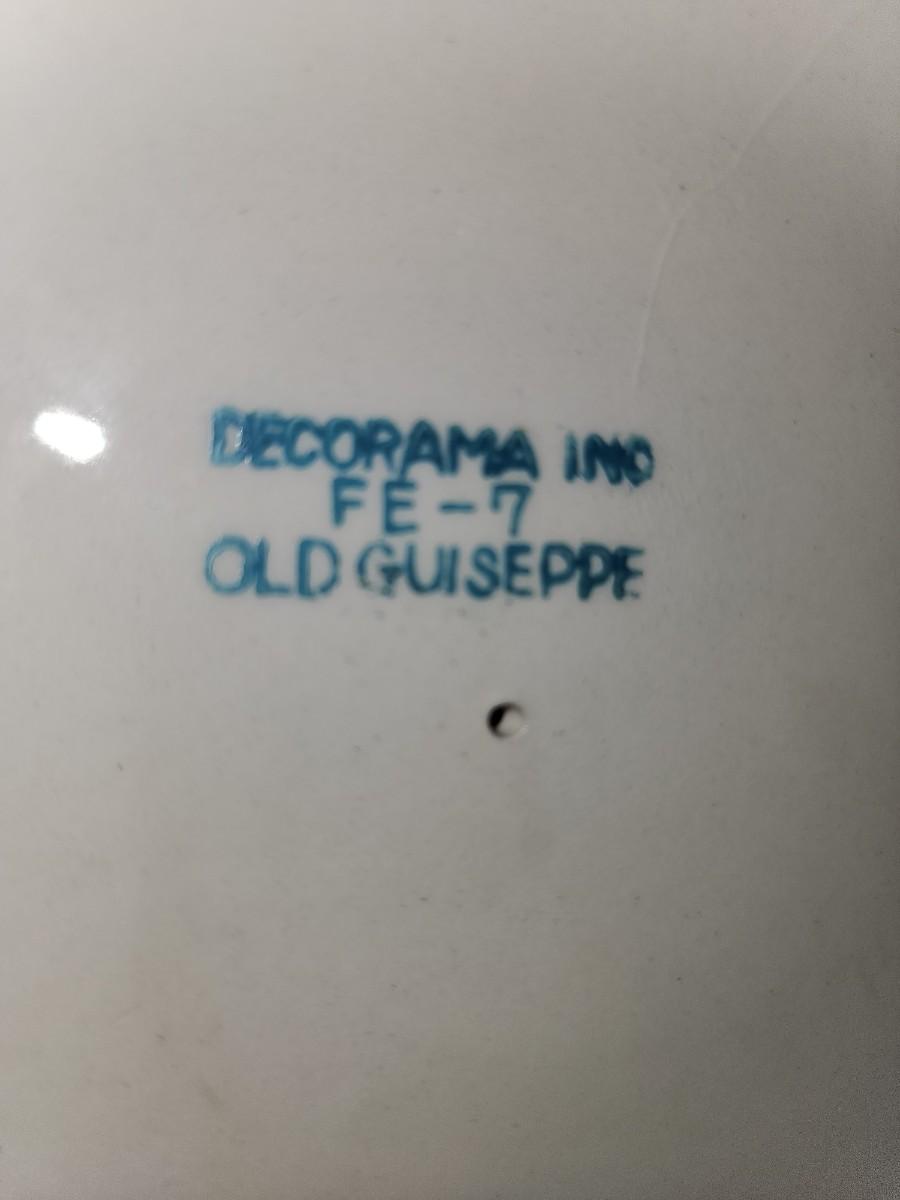 DECORAMA INC
FE-7
OLD GUISEPPE